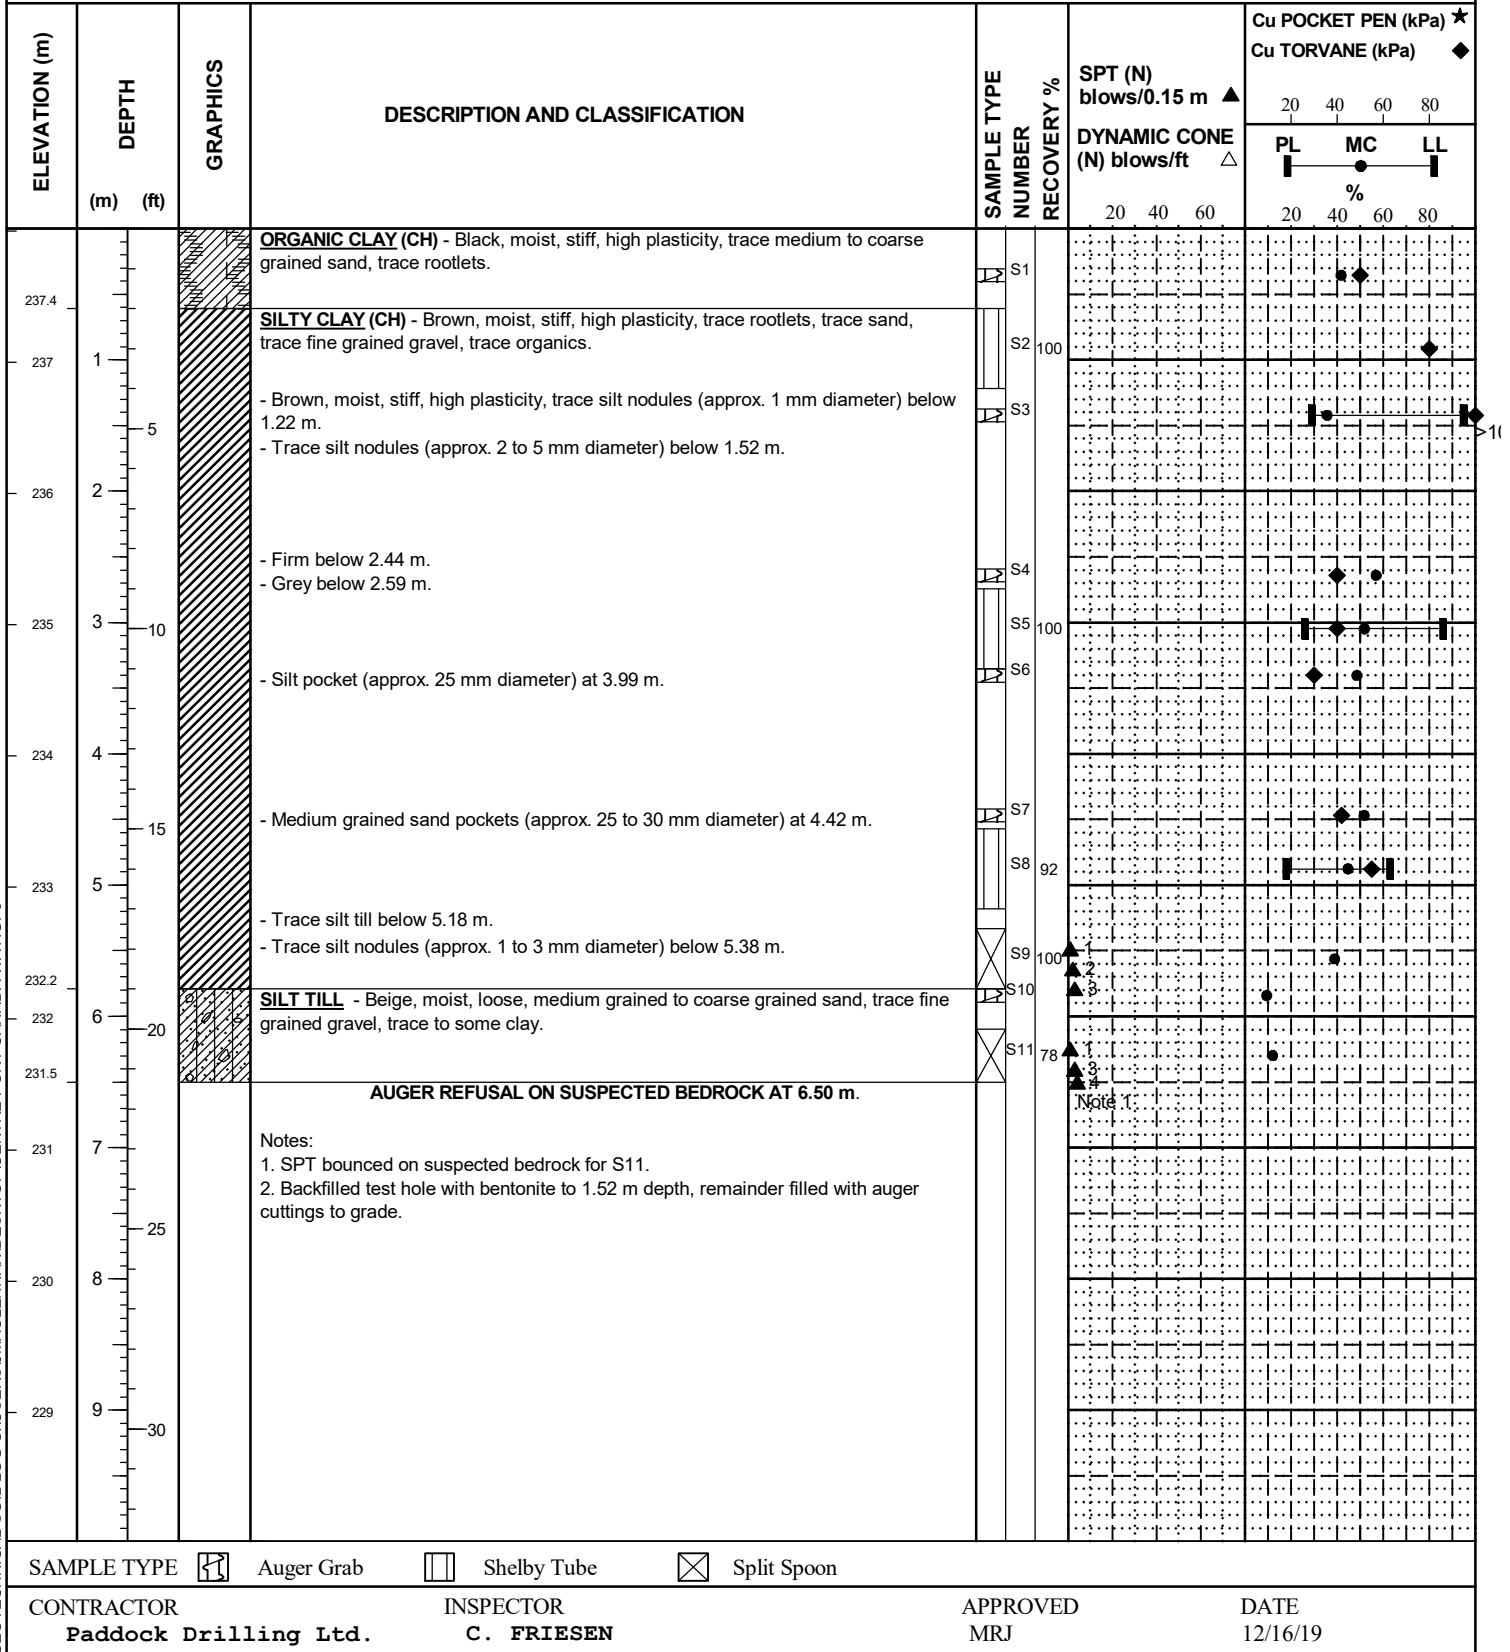 ELEVATION (m)
DEPTH
(m) (ft)
GRAPHICS
DESCRIPTION AND CLASSIFICATION
SAMPLE TYPE
NUMBER
RECOVERY %
SPT (N)
blows/0.15 m ▲
DYNAMIC CONE
(N) blows/ft △
20 40 60
Cu POCKET PEN (kPa) ★
Cu TORVANE (kPa) ◆
20 40 60 80
PL MC LL
%
20 40 60 80
ORGANIC CLAY (CH) - Black, moist, stiff, high plasticity, trace medium to coarse
grained sand, trace rootlets.
S1
237.4
SILTY CLAY (CH) - Brown, moist, stiff, high plasticity, trace rootlets, trace sand,
trace fine grained gravel, trace organics.
S2 100
237 1
- Brown, moist, stiff, high plasticity, trace silt nodules (approx. 1 mm diameter) below
1.22 m.
S3
5
>10
- Trace silt nodules (approx. 2 to 5 mm diameter) below 1.52 m.
236 2
- Firm below 2.44 m.
- Grey below 2.59 m.
S4
235 3 10
S5 100
S6
- Silt pocket (approx. 25 mm diameter) at 3.99 m.
234 4
S7
- Medium grained sand pockets (approx. 25 to 30 mm diameter) at 4.42 m.
15
S8 92
233 5
- Trace silt till below 5.18 m.
- Trace silt nodules (approx. 1 to 3 mm diameter) below 5.38 m.
S9 100
1
2
3
232.2
S10
SILT TILL - Beige, moist, loose, medium grained to coarse grained sand, trace fine
grained gravel, trace to some clay.
232 6 20
S11 78
1
3
4
Note 1
231.5
AUGER REFUSAL ON SUSPECTED BEDROCK AT 6.50 m.
Notes:
231 7
1. SPT bounced on suspected bedrock for S11.
2. Backfilled test hole with bentonite to 1.52 m depth, remainder filled with auger
cuttings to grade.
25
230 8
229 9
30
SAMPLE TYPE Auger Grab Shelby Tube Split Spoon
CONTRACTOR INSPECTOR APPROVED DATE
Paddock Drilling Ltd. C. FRIESEN MRJ 12/16/19